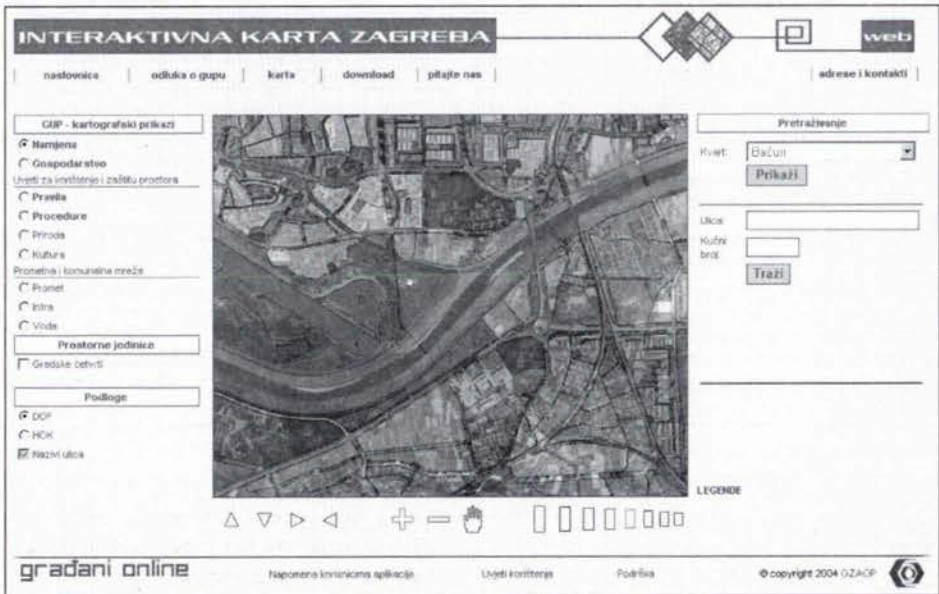 INTERAKTIVNA KARTA ZAGREBA
web
naslovnica | odluka o gupu | karta | download | pitajte nas | adrese i kontakti |
GUP - kartografski prikazi
Namjena
Gospodarstvo
Uvjeti za korištenje i zaštitu prostora
Pravila
Procedure
Priroda
Kultura
Prometna i komunalna mreža
Promet
Infra
Voda
Prostorne jedinice
Gradske četvrti
Podloge
DOF
HOK
Nazivi ulica
Pretraživanje
Kvart:
Prikaži
Ulica:
Kućni
broj:
Traži
LEGENDE
građani online
Napomena korisnicima aplikacije
Uvjeti korištenja
Podrška
© copyright 2004 GZAOP